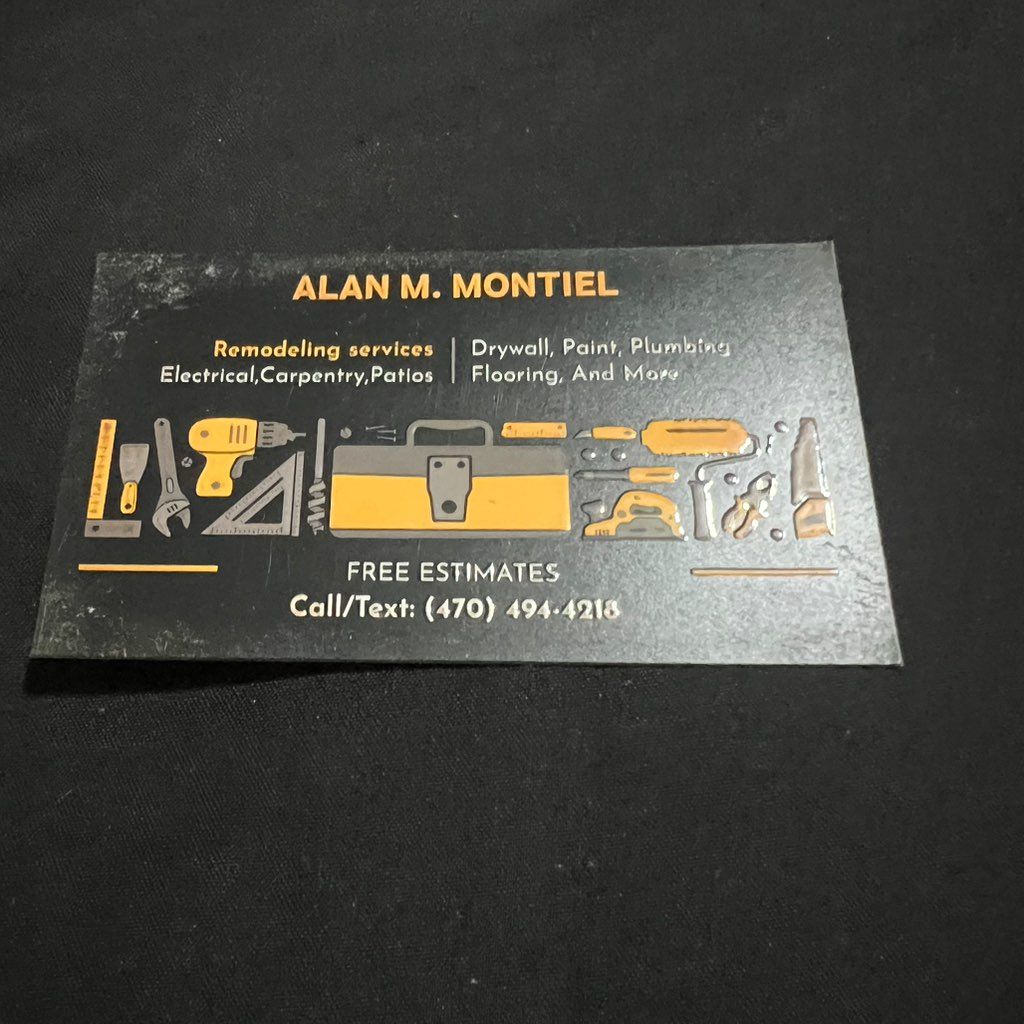 ALAN M. MONTIEL
Remodeling services
Electrical,Carpentry,Patios
Drywall, Paint, Plumbing
Flooring, And More
FREE ESTIMATES
Call/Text: (470) 494-4218